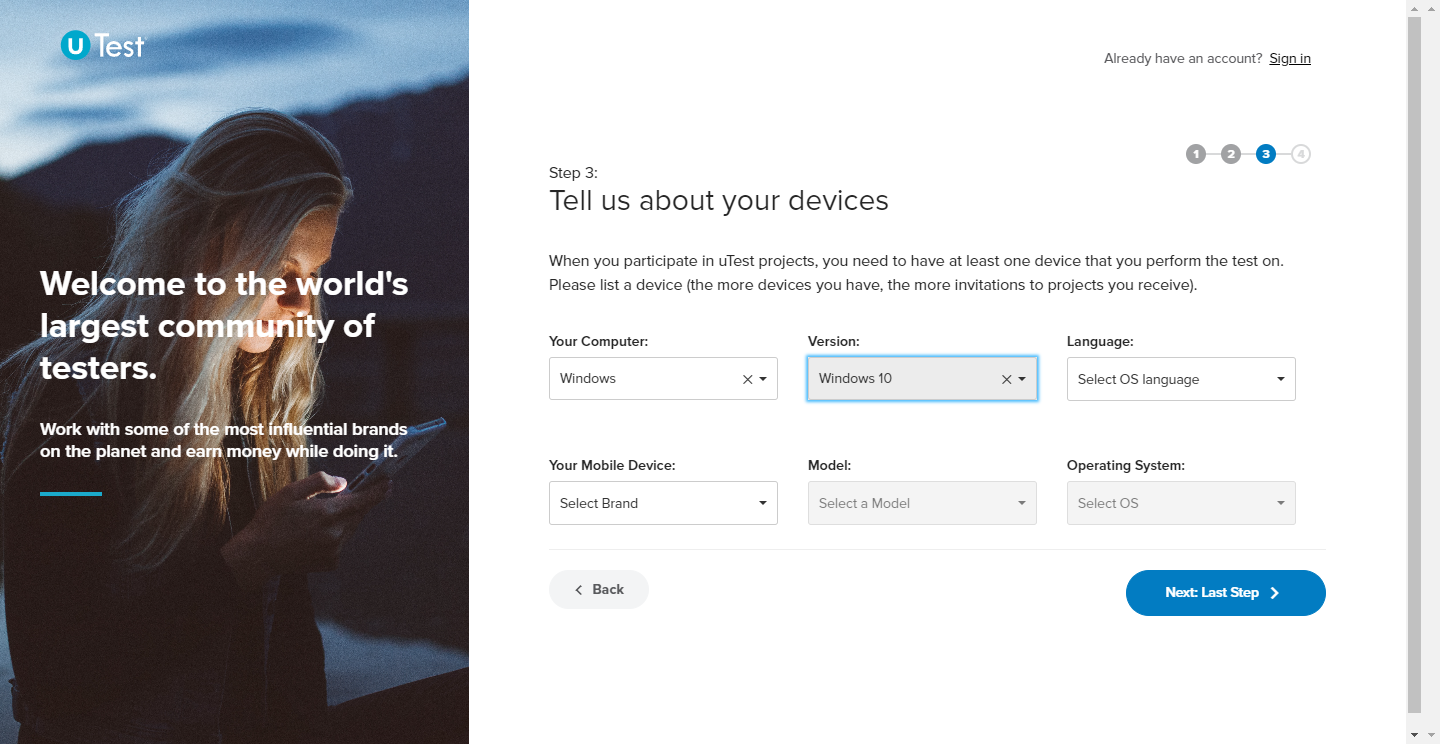 u Test
Already have an account? Sign in
1 2 3 4
Step 3:
Tell us about your devices
When you participate in uTest projects, you need to have at least one device that you perform the test on.
Please list a device (the more devices you have, the more invitations to projects you receive).
Welcome to the world's
largest community of
testers.
Work with some of the most influential brands
on the planet and earn money while doing it.
Your Computer: Version: Language:
Windows Windows 10 Select OS language
Your Mobile Device: Model: Operating System:
Select Brand Select a Model Select OS
Back Next: Last Step